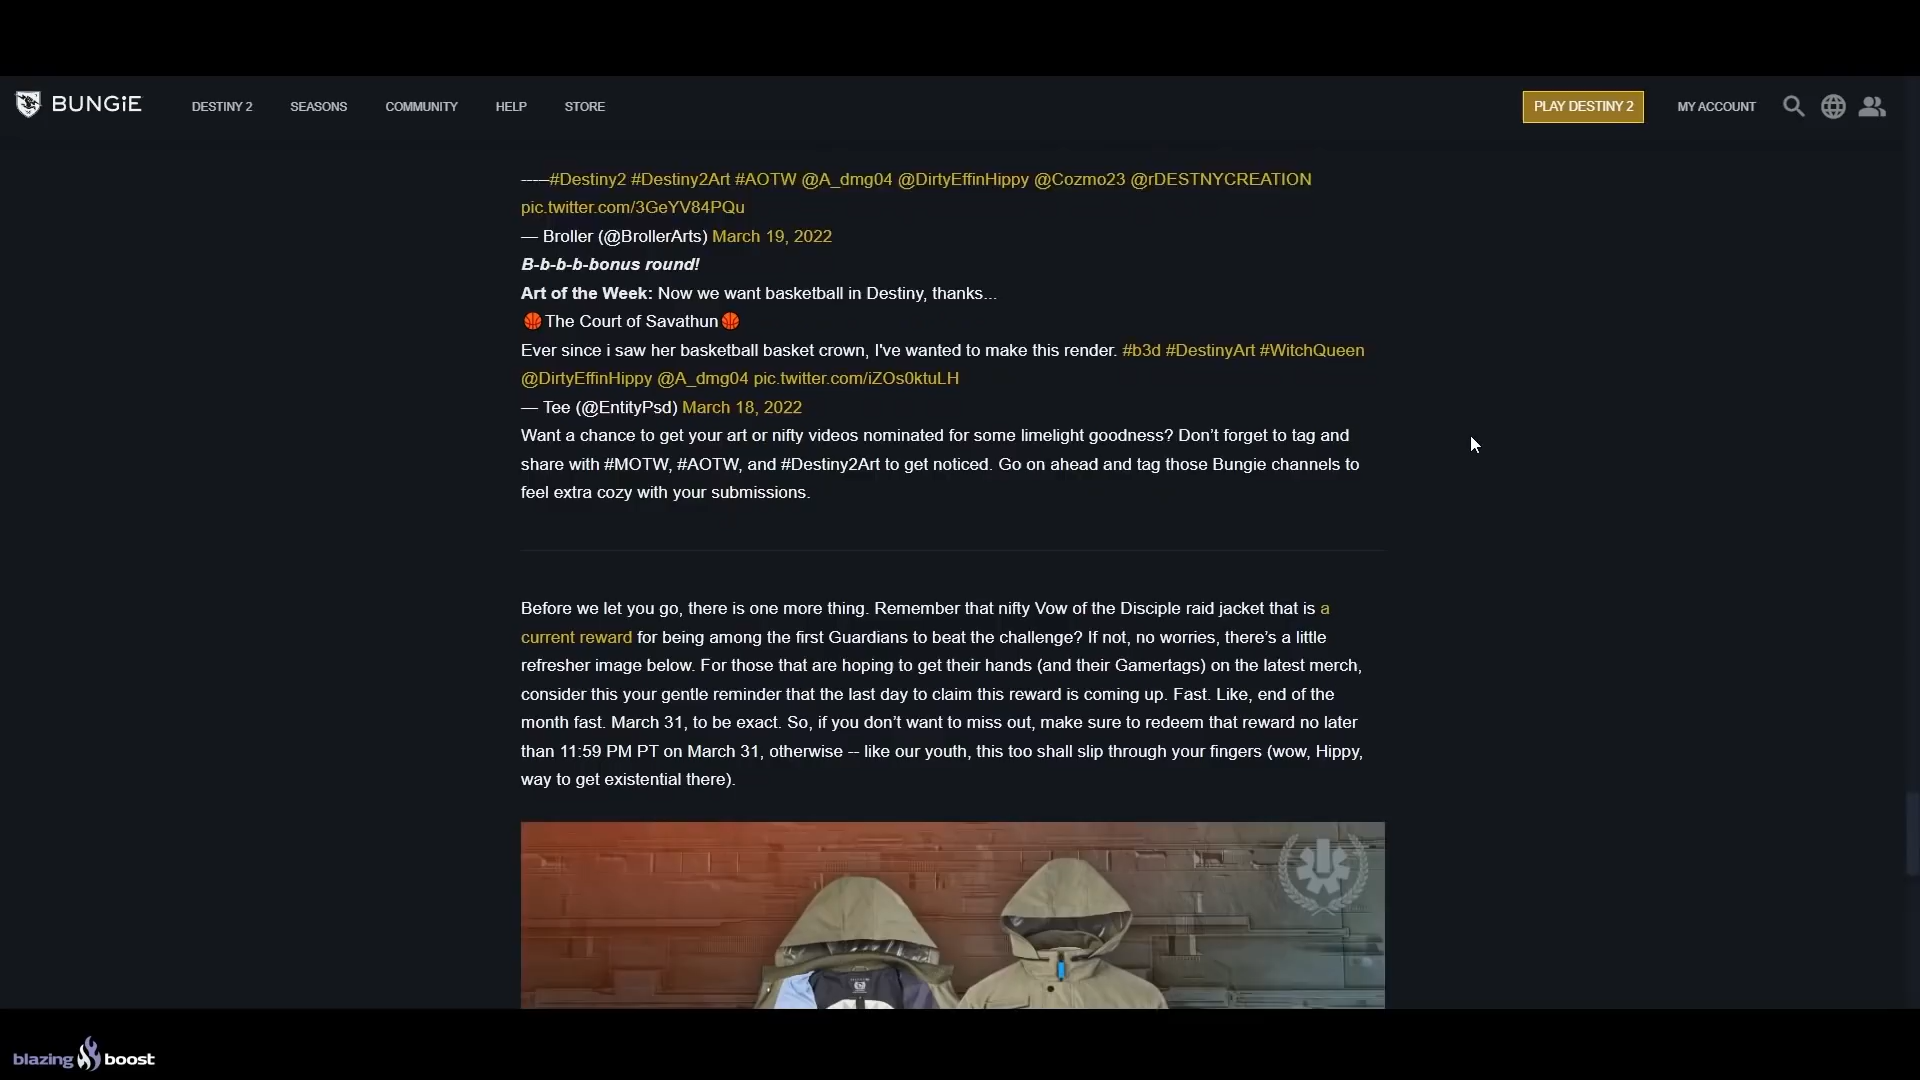 BUNGiE
DESTINY 2 SEASONS COMMUNITY HELP STORE PLAY DESTINY 2 MY ACCOUNT
-----#Destiny2 #Destiny2Art #AOTW @A_dmg04 @DirtyEffinHippy @Cozmo23 @rDESTNYCREATION
pic.twitter.com/3GeYV84PQu
— Broller (@BrollerArts) March 19, 2022
B-b-b-b-bonus round!
Art of the Week: Now we want basketball in Destiny, thanks...
🏀The Court of Savathun🏀
Ever since i saw her basketball basket crown, I've wanted to make this render. #b3d #DestinyArt #WitchQueen
@DirtyEffinHippy @A_dmg04 pic.twitter.com/iZOs0ktuLH
— Tee (@EntityPsd) March 18, 2022
Want a chance to get your art or nifty videos nominated for some limelight goodness? Don’t forget to tag and
share with #MOTW, #AOTW, and #Destiny2Art to get noticed. Go on ahead and tag those Bungie channels to
feel extra cozy with your submissions.
Before we let you go, there is one more thing. Remember that nifty Vow of the Disciple raid jacket that is a
current reward for being among the first Guardians to beat the challenge? If not, no worries, there’s a little
refresher image below. For those that are hoping to get their hands (and their Gamertags) on the latest merch,
consider this your gentle reminder that the last day to claim this reward is coming up. Fast. Like, end of the
month fast. March 31, to be exact. So, if you don’t want to miss out, make sure to redeem that reward no later
than 11:59 PM PT on March 31, otherwise -- like our youth, this too shall slip through your fingers (wow, Hippy,
way to get existential there).
blazing boost